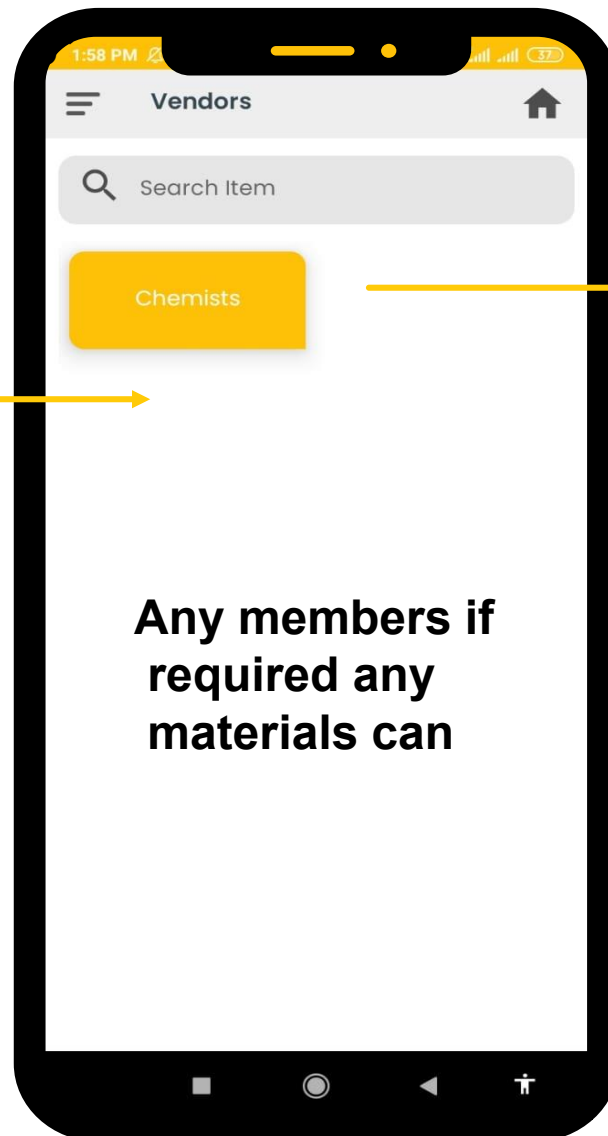 1:58 PM
37
Vendors
Search Item
Chemists
Any members if
required any
materials can